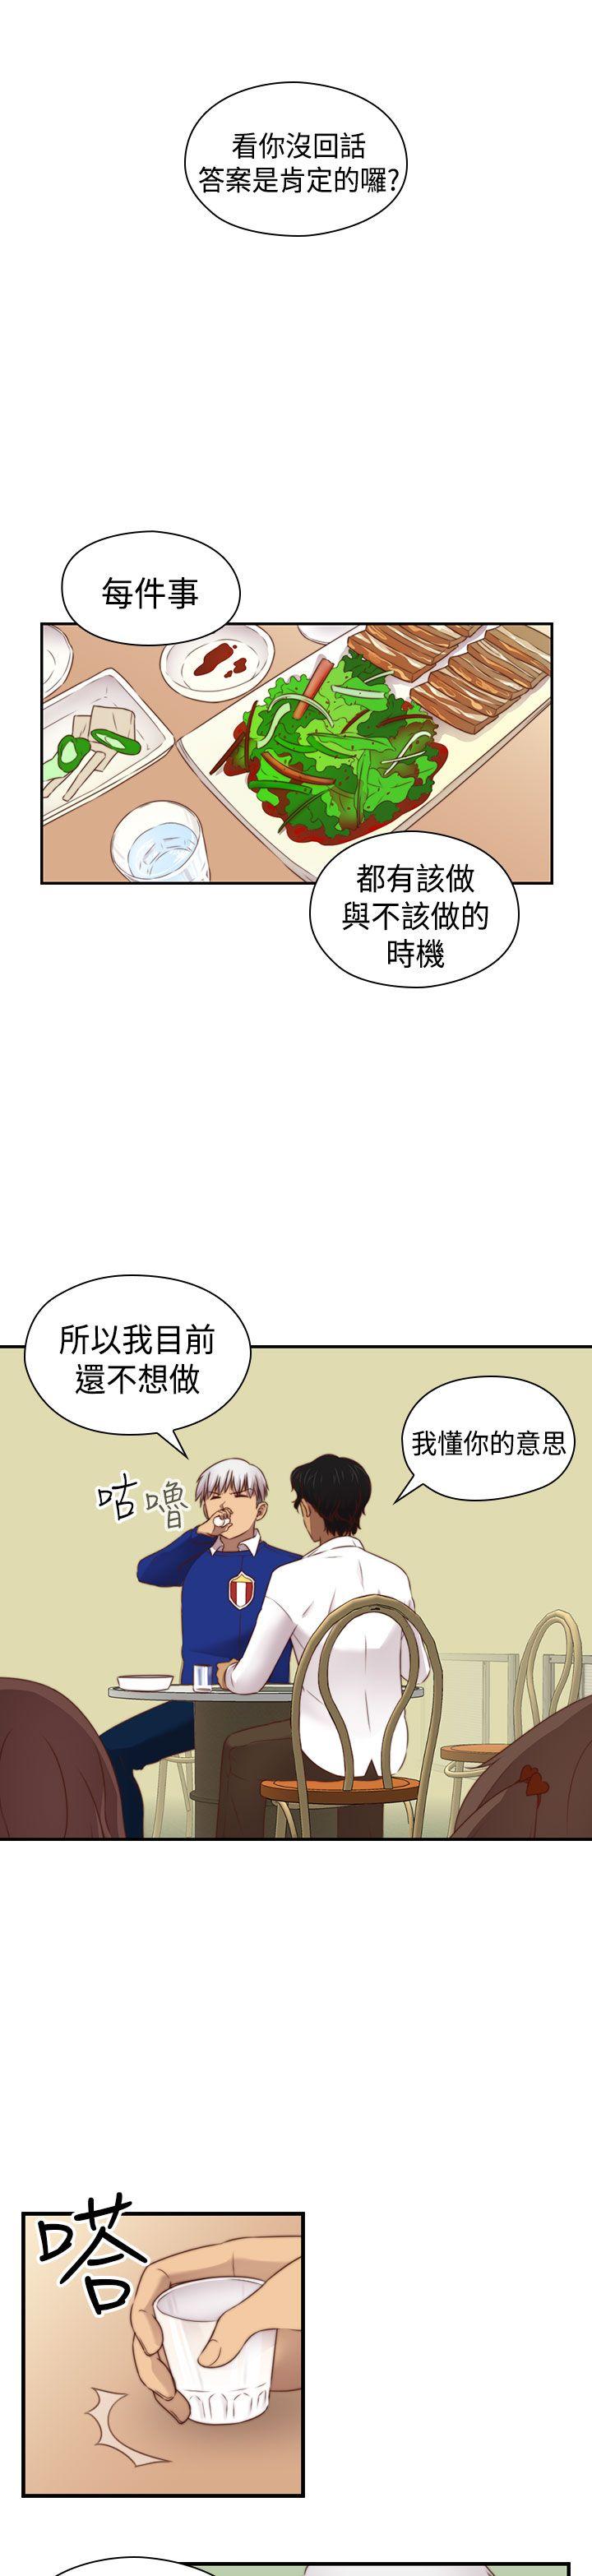 看你沒回話
答案是肯定的囉?
每件事
都有該做
與不該做的
時機
所以我目前
還不想做
我懂你的意思
咕嚕
嗒